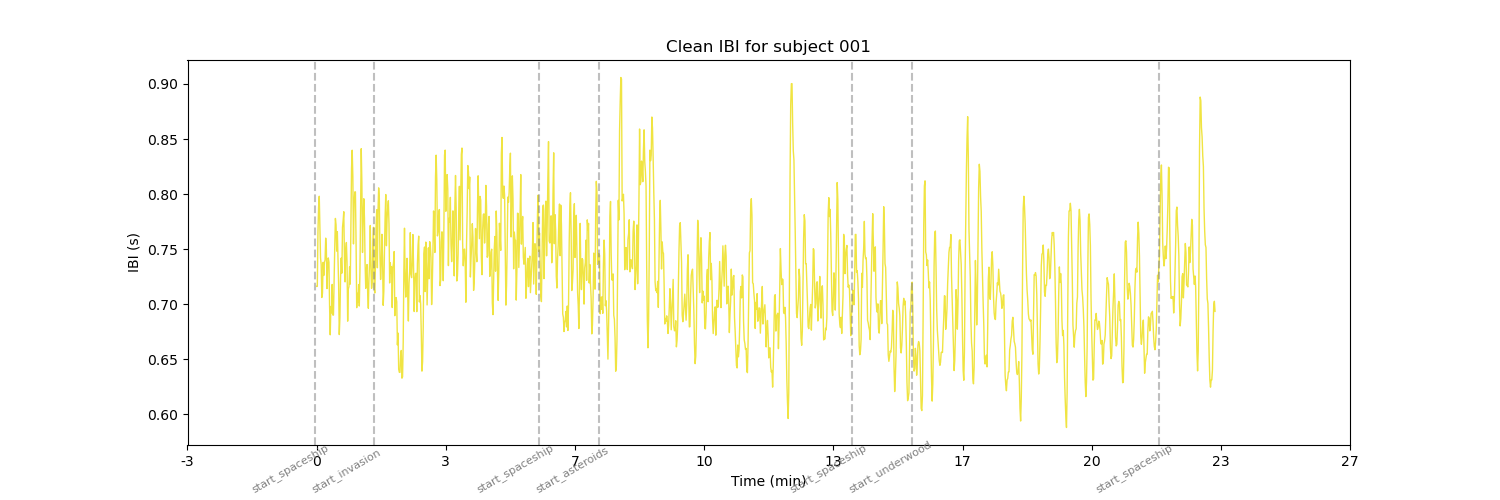 Clean IBI for subject 001
IBI (s)
0.90
0.85
0.80
0.75
0.70
0.65
0.60
-3 0 3 7 10 13 17 20 23 27
start_spaceship start_invasion start_spaceship start_asteroids start_spaceship start_underwood start_spaceship
Time (min)